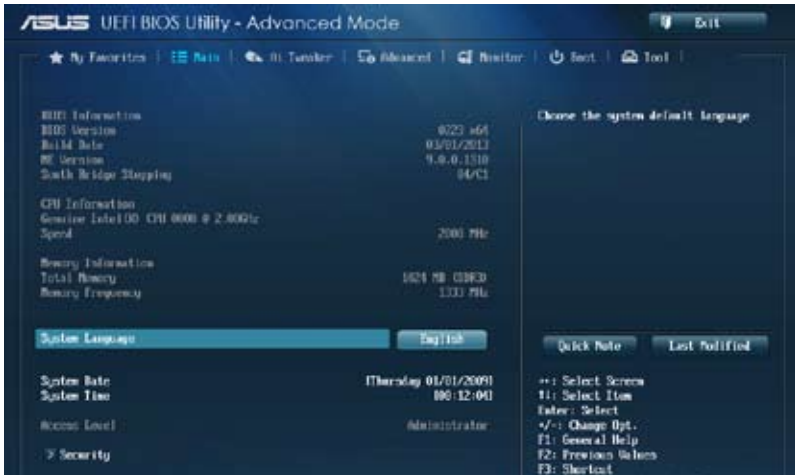 ASUS UEFI BIOS Utility - Advanced Mode
Exit
My Favorites Main Ai Tweaker Advanced Monitor Boot Tool
BIOS Information
BIOS Version 0223 x64
Build Date 03/01/2013
ME Version 9.0.0.1310
South Bridge Stepping 04/C1
CPU Information
Genuine Intel(R) CPU 0000 @ 2.00GHz
Speed 2000 MHz
Memory Information
Total Memory 1024 MB (DDR3)
Memory Frequency 1333 MHz
System Language English
System Date [Thursday 01/01/2009]
System Time [00:12:04]
Access Level Administrator
> Security
Choose the system default language
Quick Note Last Modified
→←: Select Screen
↑↓: Select Item
Enter: Select
+/-: Change Opt.
F1: General Help
F2: Previous Values
F3: Shortcut